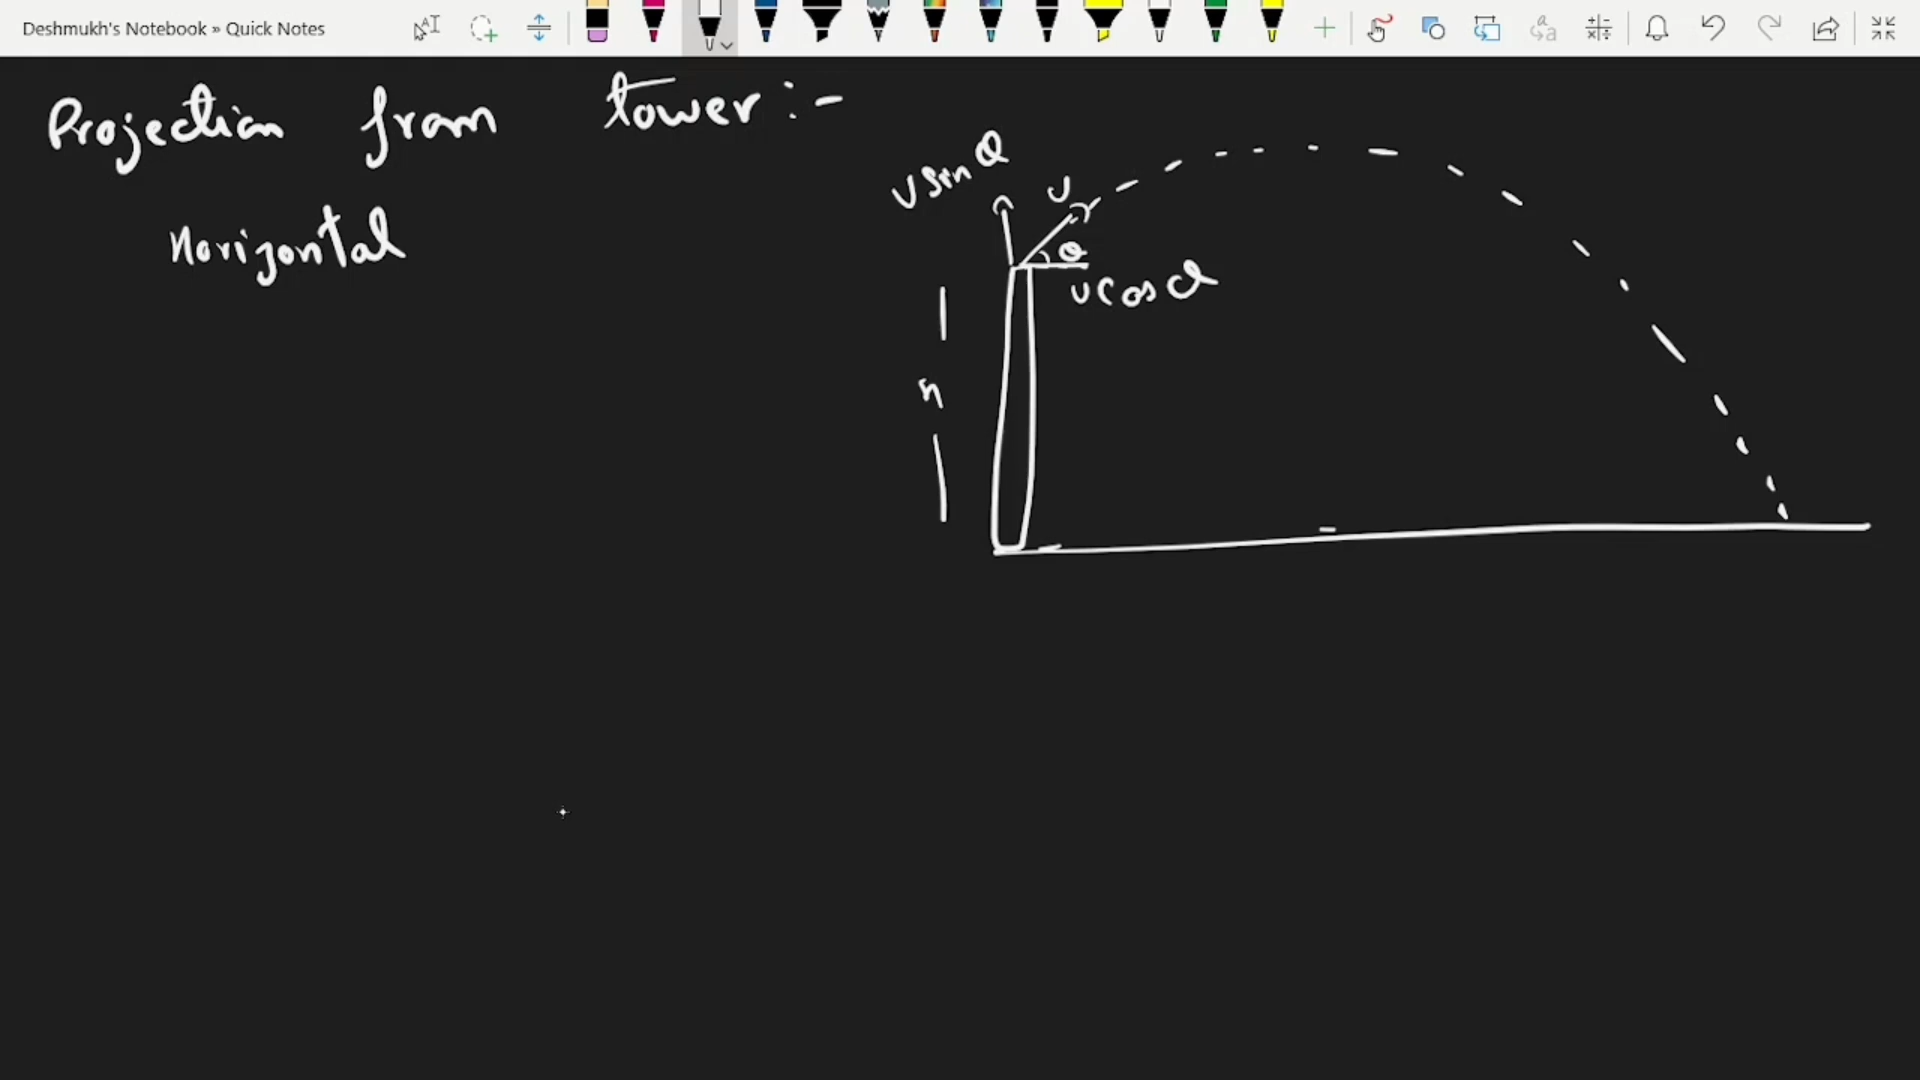 Deshmukh's Notebook » Quick Notes
Projection from tower :-
Horizontal
u sin θ
u
θ
u cos θ
h